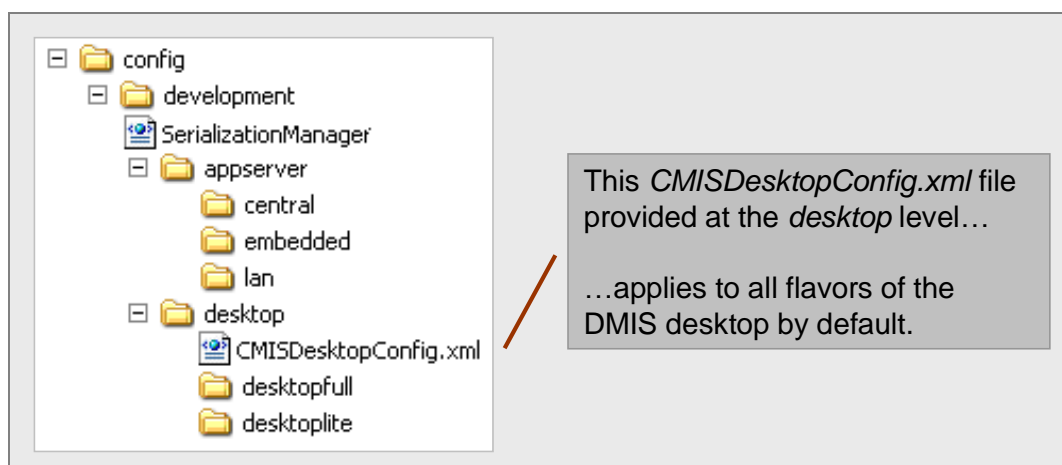 config
development
SerializationManager
appserver
central
embedded
lan
desktop
CMISDesktopConfig.xml
desktopfull
desktoplite
This CMISDesktopConfig.xml file
provided at the desktop level…
…applies to all flavors of the
DMIS desktop by default.